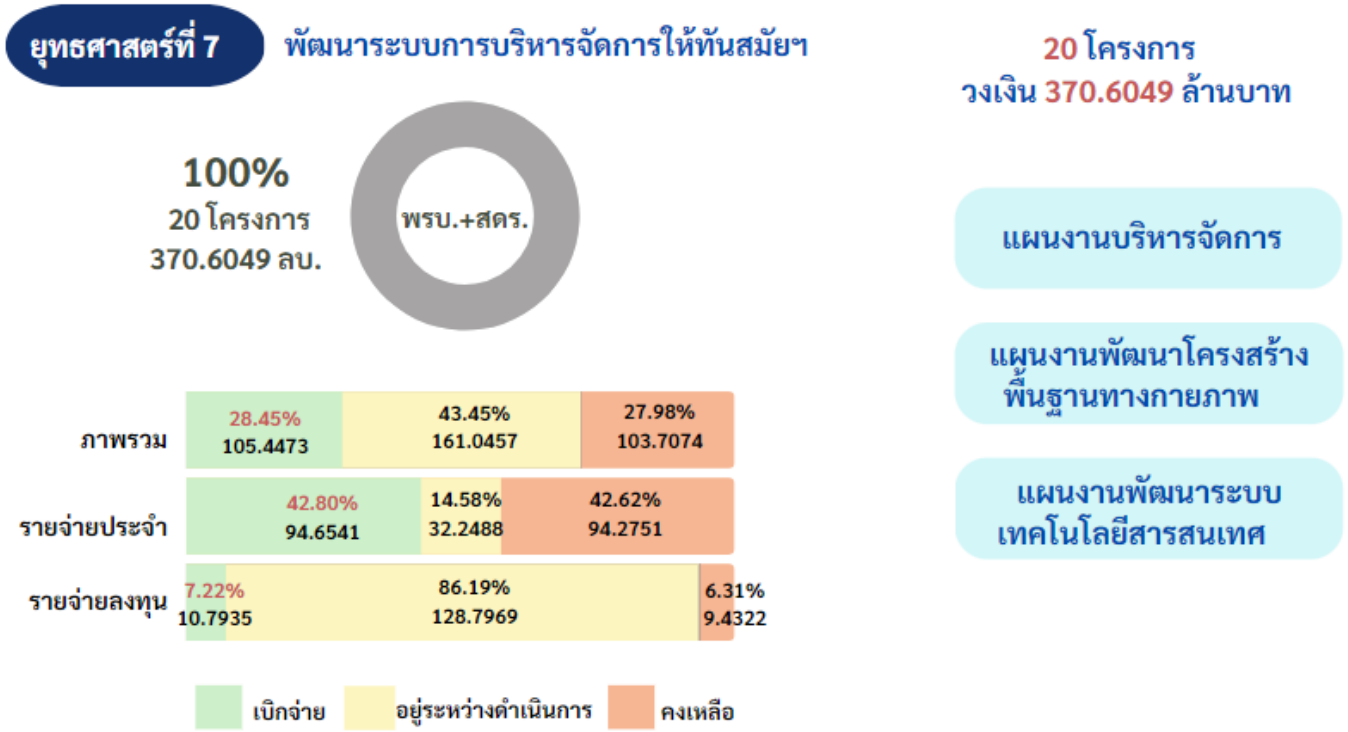 ยุทธศาสตร์ที่ 7
พัฒนาระบบการบริหารจัดการให้ทันสมัยฯ
20 โครงการ
วงเงิน 370.6049 ล้านบาท
100%
20 โครงการ
370.6049 ลบ.
พรบ.+สดร.
แผนงานบริหารจัดการ
แผนงานพัฒนาโครงสร้าง
พื้นฐานทางกายภาพ
แผนงานพัฒนาระบบ
เทคโนโลยีสารสนเทศ
ภาพรวม
28.45%
105.4473
43.45%
161.0457
27.98%
103.7074
รายจ่ายประจำ
42.80%
94.6541
14.58%
32.2488
42.62%
94.2751
รายจ่ายลงทุน
7.22%
10.7935
86.19%
128.7969
6.31%
9.4322
เบิกจ่าย
อยู่ระหว่างดำเนินการ
คงเหลือ